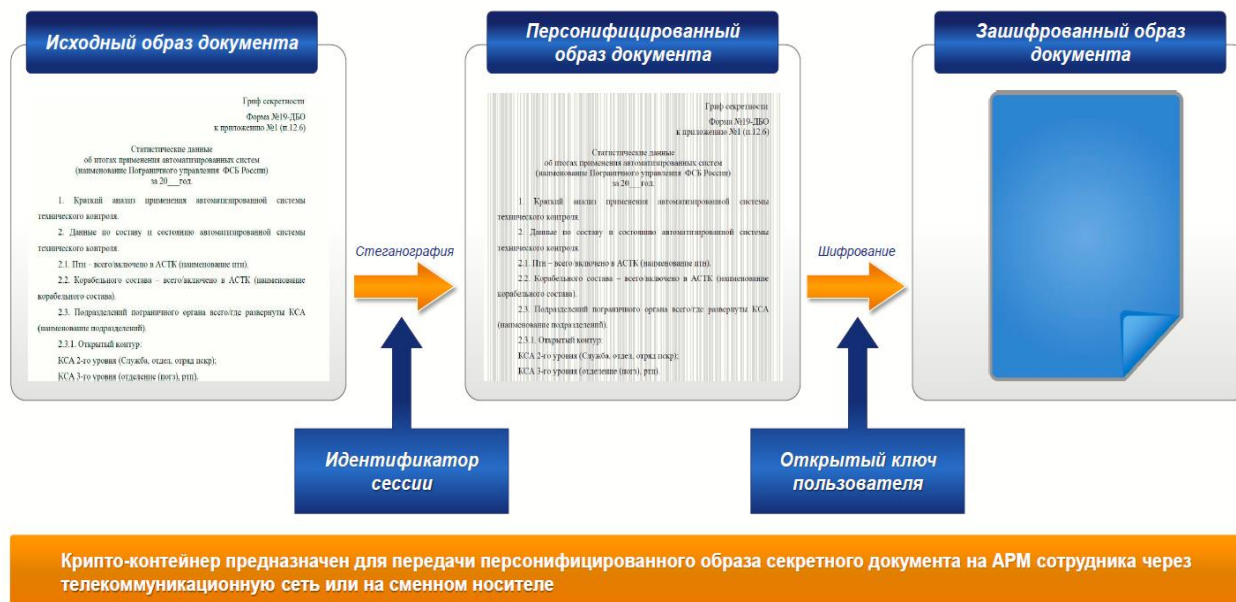 Исходный образ документа
Персонифицированный
образ документа
Зашифрованный образ
документа
Гриф секретности
Форма №19-ДБО
к приложению №1 (п.12.6)
Статистические данные
об итогах применения автоматизированных систем
(наименование Пограничного управления ФСБ России)
за 20___год.
1. Краткий анализ применения автоматизированной системы
технического контроля.
2. Данные по составу и состоянию автоматизированной системы
технического контроля.
2.1. Птн – всего/включено в АСТК (наименование птн).
2.2. Корабельного состава – всего/включено в АСТК (наименование
корабельного состава).
2.3. Подразделений пограничного органа всего/где развернуты КСА
(наименование подразделений).
2.3.1. Открытый контур:
КСА 2-го уровня (Служба, отдел, отряд пскр);
КСА 3-го уровня (отделение (погз), ртп).
Стеганография
Гриф секретности
Форма №19-ДБО
к приложению №1 (п.12.6)
Статистические данные
об итогах применения автоматизированных систем
(наименование Пограничного управления ФСБ России)
за 20___год.
1. Краткий анализ применения автоматизированной системы
технического контроля.
2. Данные по составу и состоянию автоматизированной системы
технического контроля.
2.1. Птн – всего/включено в АСТК (наименование птн).
2.2. Корабельного состава – всего/включено в АСТК (наименование
корабельного состава).
2.3. Подразделений пограничного органа всего/где развернуты КСА
(наименование подразделений).
2.3.1. Открытый контур:
КСА 2-го уровня (Служба, отдел, отряд пскр);
КСА 3-го уровня (отделение (погз), ртп).
Шифрование
Идентификатор
сессии
Открытый ключ
пользователя
Крипто-контейнер предназначен для передачи персонифицированного образа секретного документа на АРМ сотрудника через
телекоммуникационную сеть или на сменном носителе